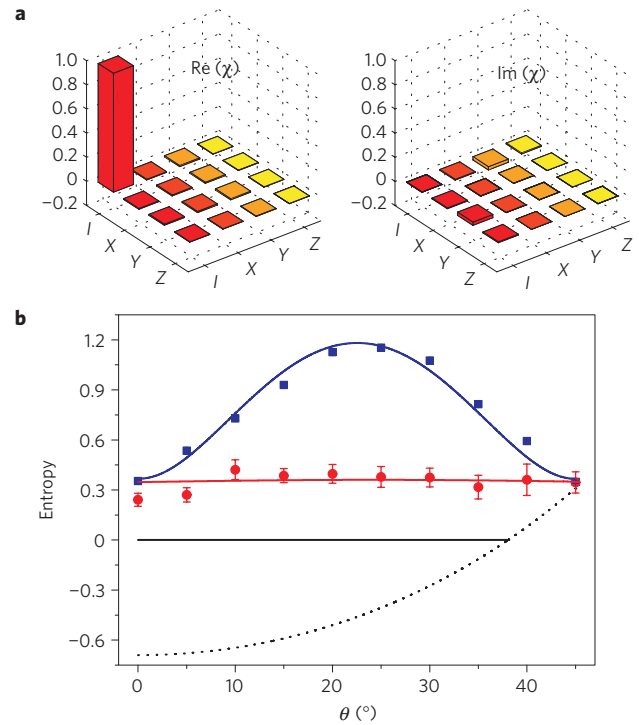 a
Re (χ)
1.0
0.8
0.6
0.4
0.2
0
−0.2
I
X
Y
Z
I
X
Y
Z
Im (χ)
1.0
0.8
0.6
0.4
0.2
0
−0.2
I
X
Y
Z
I
X
Y
Z
b
1.2
0.9
0.6
0.3
0
−0.3
−0.6
Entropy
0 10 20 30 40
θ (°)